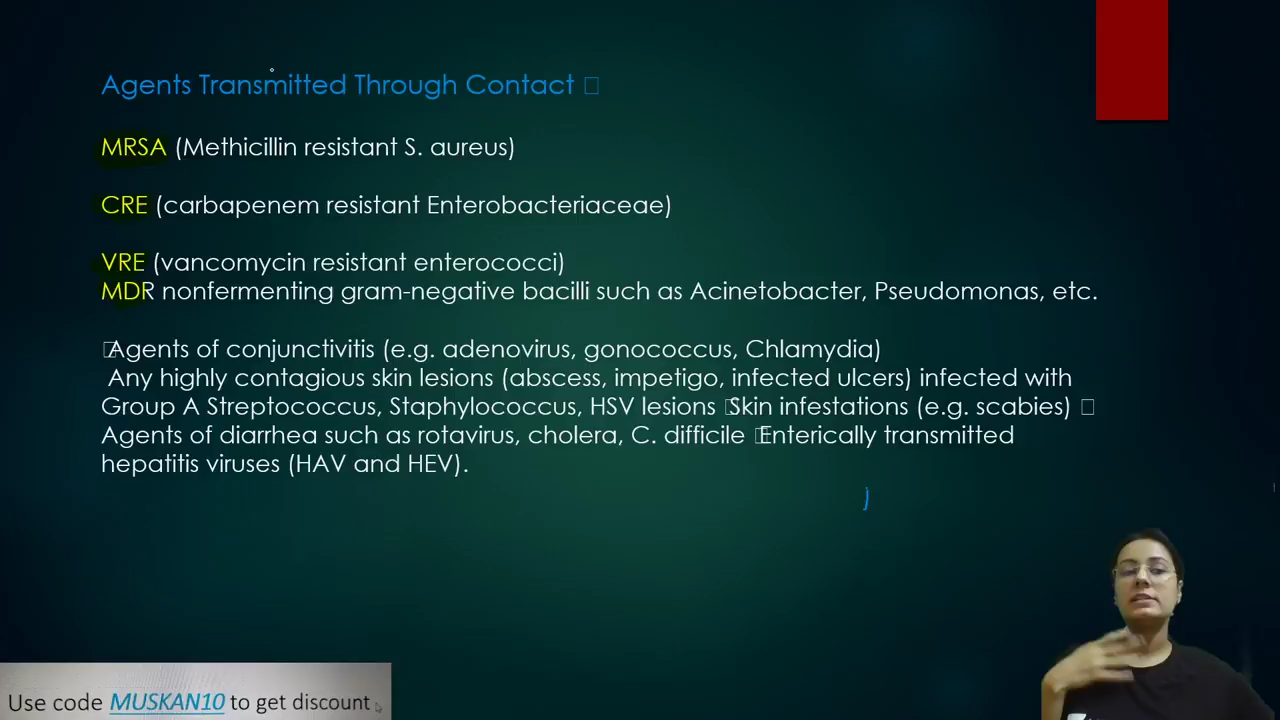 Agents Transmitted Through Contact
MRSA (Methicillin resistant S. aureus)
CRE (carbapenem resistant Enterobacteriaceae)
VRE (vancomycin resistant enterococci)
MDR nonfermenting gram-negative bacilli such as Acinetobacter, Pseudomonas, etc.
Agents of conjunctivitis (e.g. adenovirus, gonococcus, Chlamydia)
Any highly contagious skin lesions (abscess, impetigo, infected ulcers) infected with
Group A Streptococcus, Staphylococcus, HSV lesions Skin infestations (e.g. scabies)
Agents of diarrhea such as rotavirus, cholera, C. difficile Enterically transmitted
hepatitis viruses (HAV and HEV).
Use code MUSKAN10 to get discount